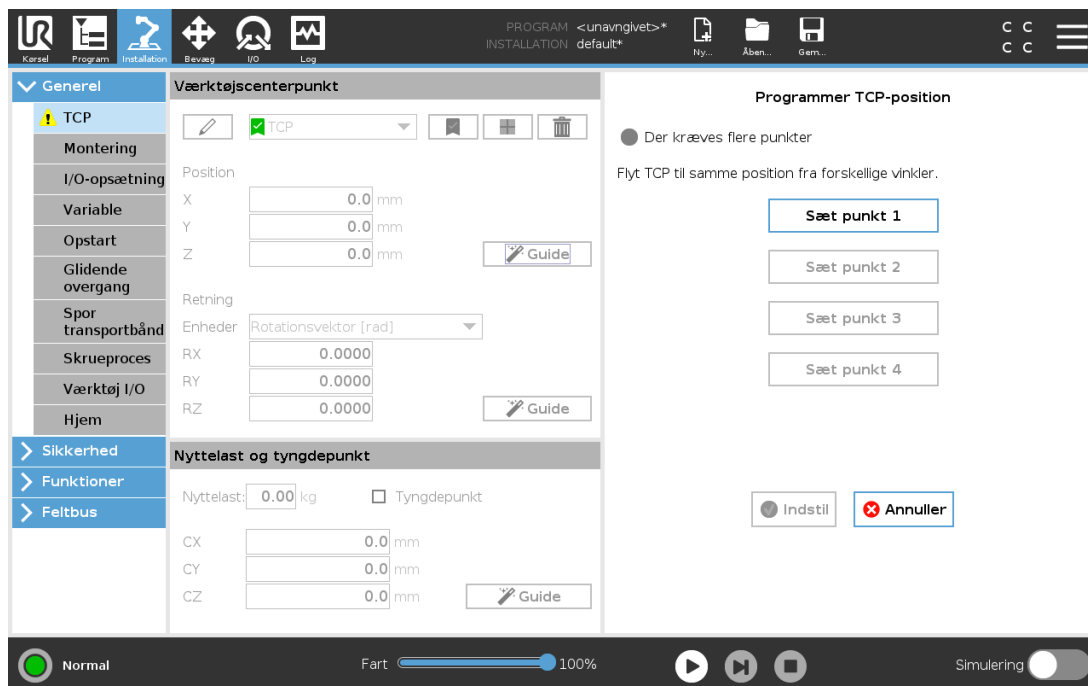 UR
Kørsel
Program
Installation
Bevæg
I/O
Log
PROGRAM <unavngivet>*
INSTALLATION default*
Ny...
Åben...
Gem...
C C
C C
Generel
TCP
Montering
I/O-opsætning
Variable
Opstart
Glidende
overgang
Spor
transportbånd
Skrueproces
Værktøj I/O
Hjem
Sikkerhed
Funktioner
Feltbus
Værktøjscenterpunkt
TCP
Position
X 0.0 mm
Y 0.0 mm
Z 0.0 mm
Guide
Retning
Enheder Rotationsvektor [rad]
RX 0.0000
RY 0.0000
RZ 0.0000
Guide
Nyttelast og tyngdepunkt
Nyttelast: 0.00 kg
Tyngdepunkt
CX 0.0 mm
CY 0.0 mm
CZ 0.0 mm
Guide
Programmer TCP-position
Der kræves flere punkter
Flyt TCP til samme position fra forskellige vinkler.
Sæt punkt 1
Sæt punkt 2
Sæt punkt 3
Sæt punkt 4
Indstil
Annuller
Normal
Fart
100%
Simulering